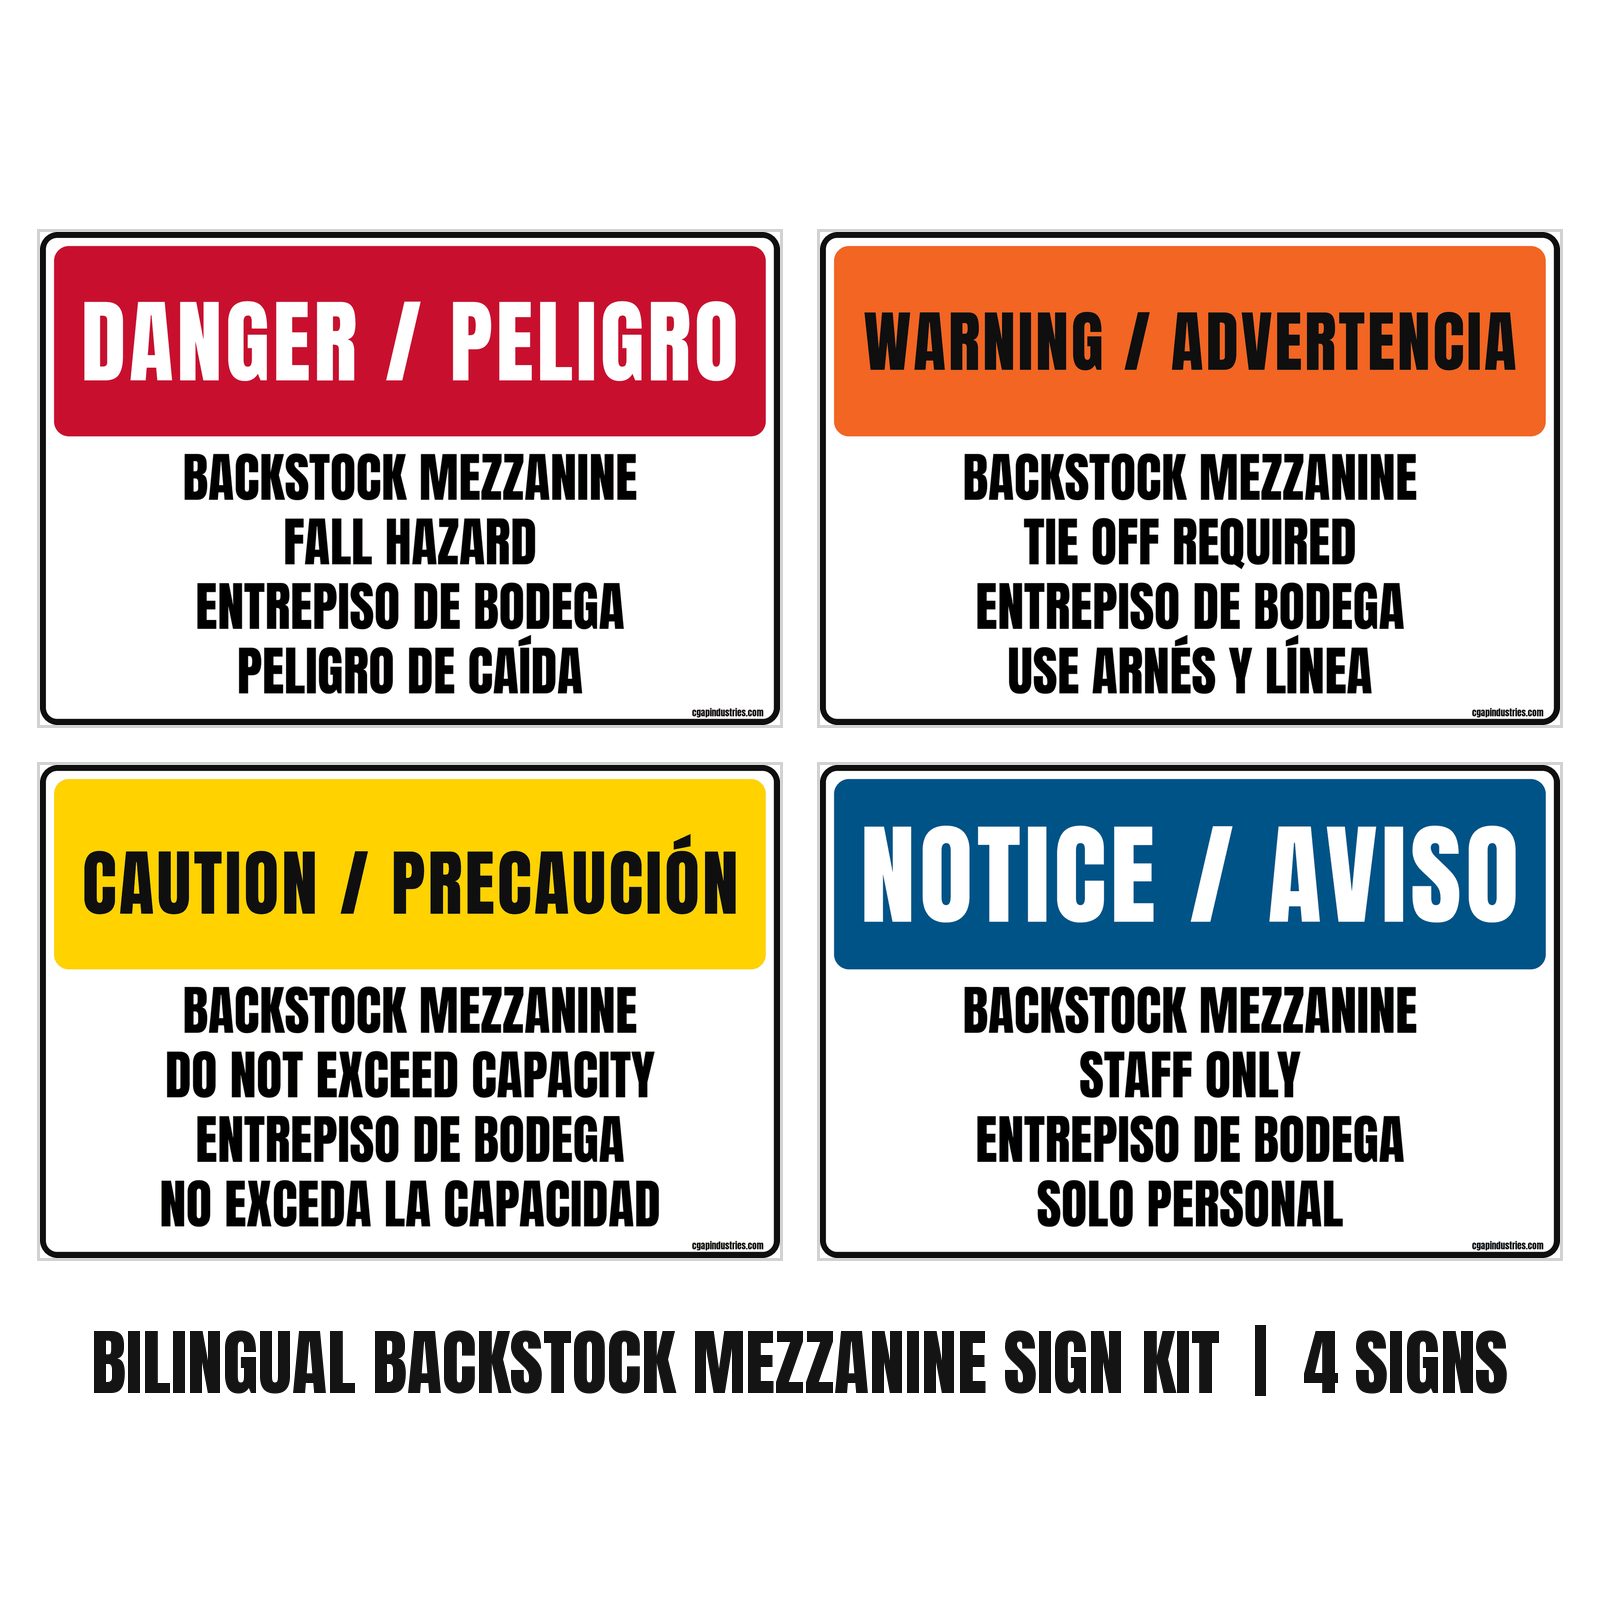 DANGER / PELIGRO
BACKSTOCK MEZZANINE
FALL HAZARD
ENTREPISO DE BODEGA
PELIGRO DE CAÍDA
cgapindustries.com
WARNING / ADVERTENCIA
BACKSTOCK MEZZANINE
TIE OFF REQUIRED
ENTREPISO DE BODEGA
USE ARNÉS Y LÍNEA
cgapindustries.com
CAUTION / PRECAUCIÓN
BACKSTOCK MEZZANINE
DO NOT EXCEED CAPACITY
ENTREPISO DE BODEGA
NO EXCEDA LA CAPACIDAD
cgapindustries.com
NOTICE / AVISO
BACKSTOCK MEZZANINE
STAFF ONLY
ENTREPISO DE BODEGA
SOLO PERSONAL
cgapindustries.com
BILINGUAL BACKSTOCK MEZZANINE SIGN KIT | 4 SIGNS